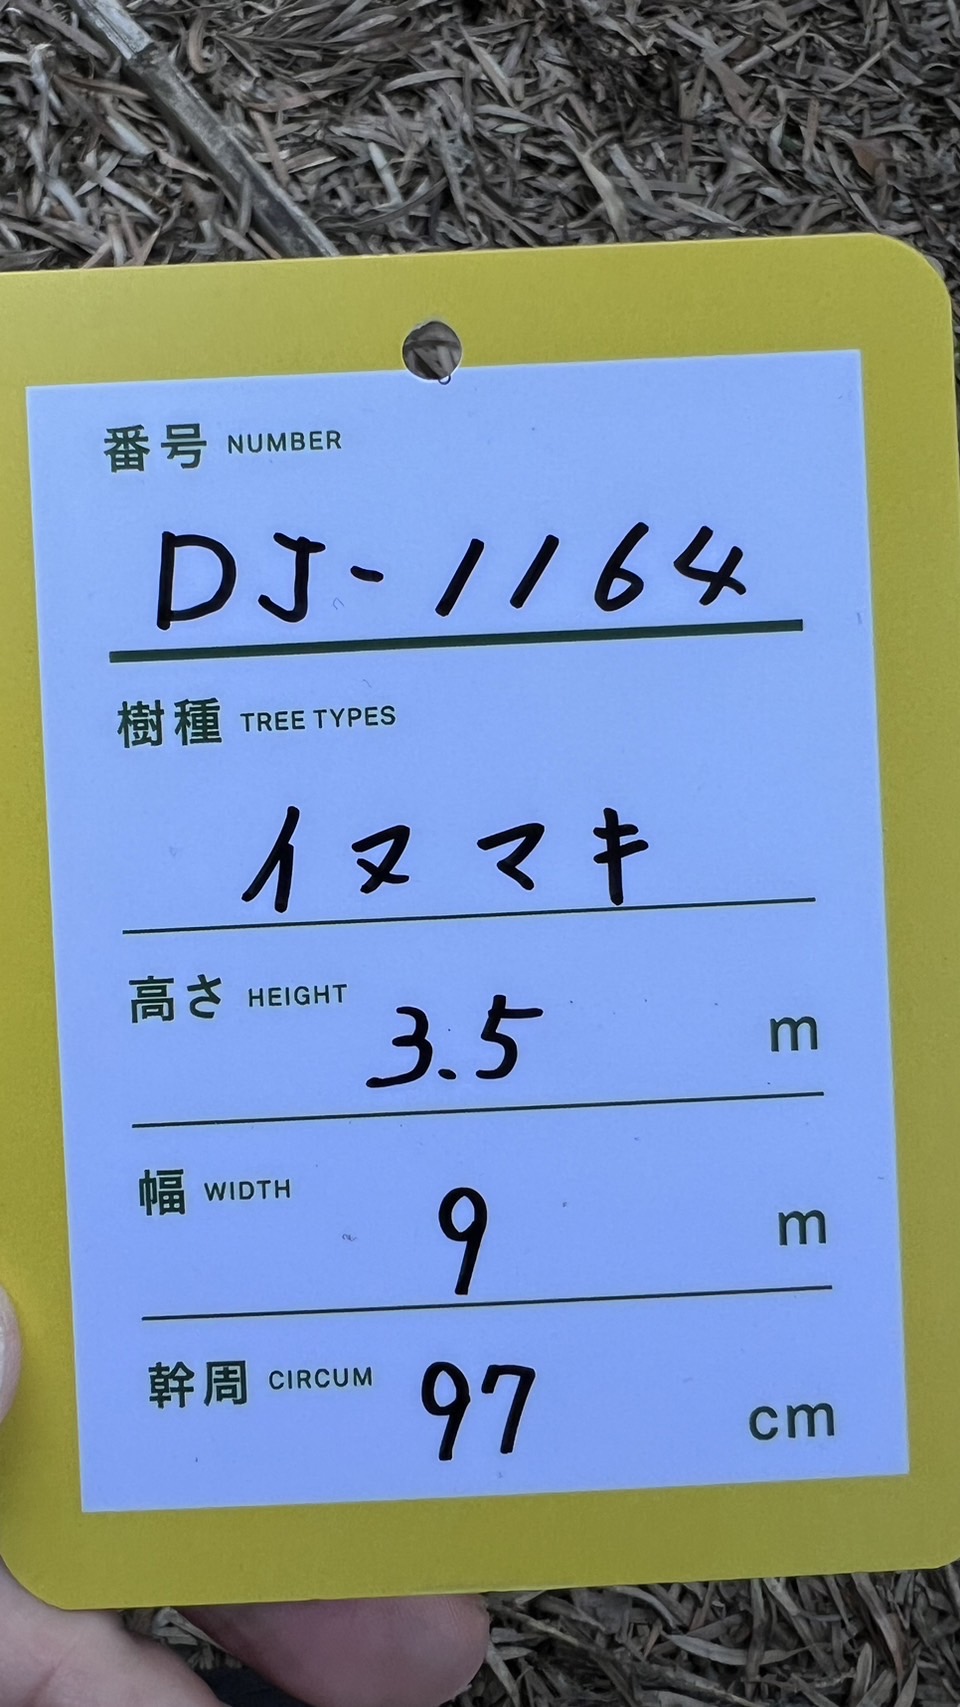 番号 NUMBER
DJ-1164
樹種 TREE TYPES
イヌマキ
高さ HEIGHT 3.5 m
幅 WIDTH 9 m
幹周 CIRCUM 97 cm